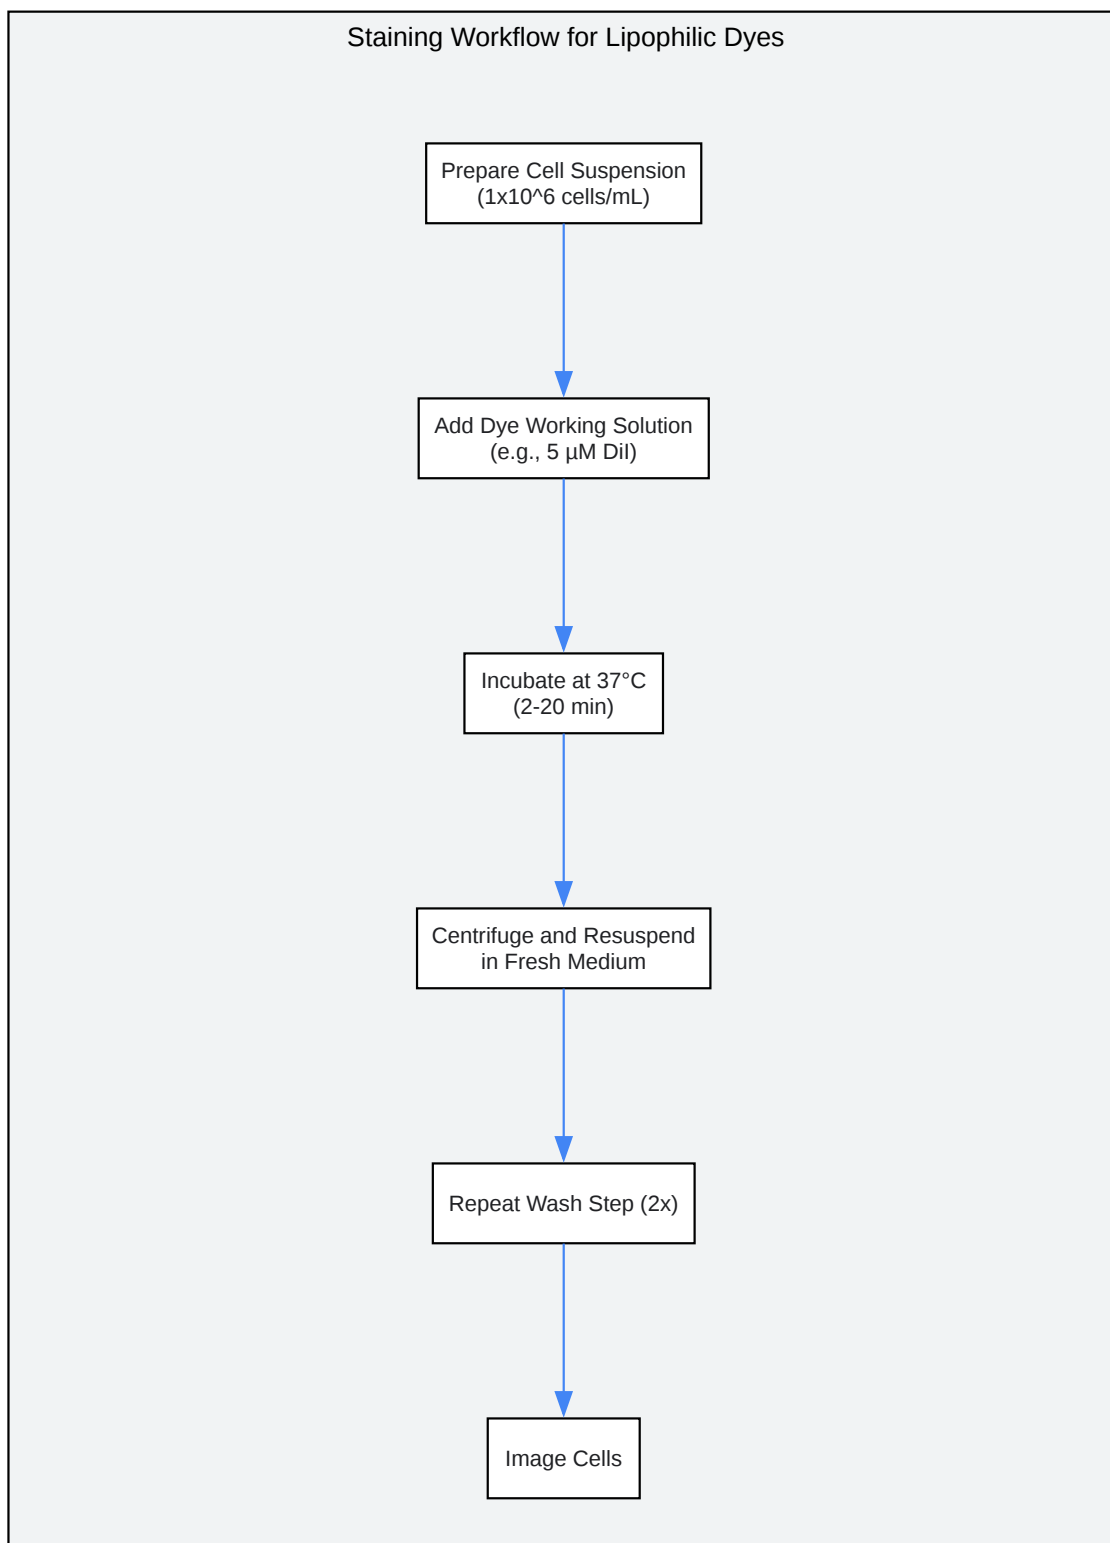 Staining Workflow for Lipophilic Dyes
Prepare Cell Suspension
(1x10^6 cells/mL)
Add Dye Working Solution
(e.g., 5 µM DiI)
Incubate at 37°C
(2-20 min)
Centrifuge and Resuspend
in Fresh Medium
Repeat Wash Step (2x)
Image Cells